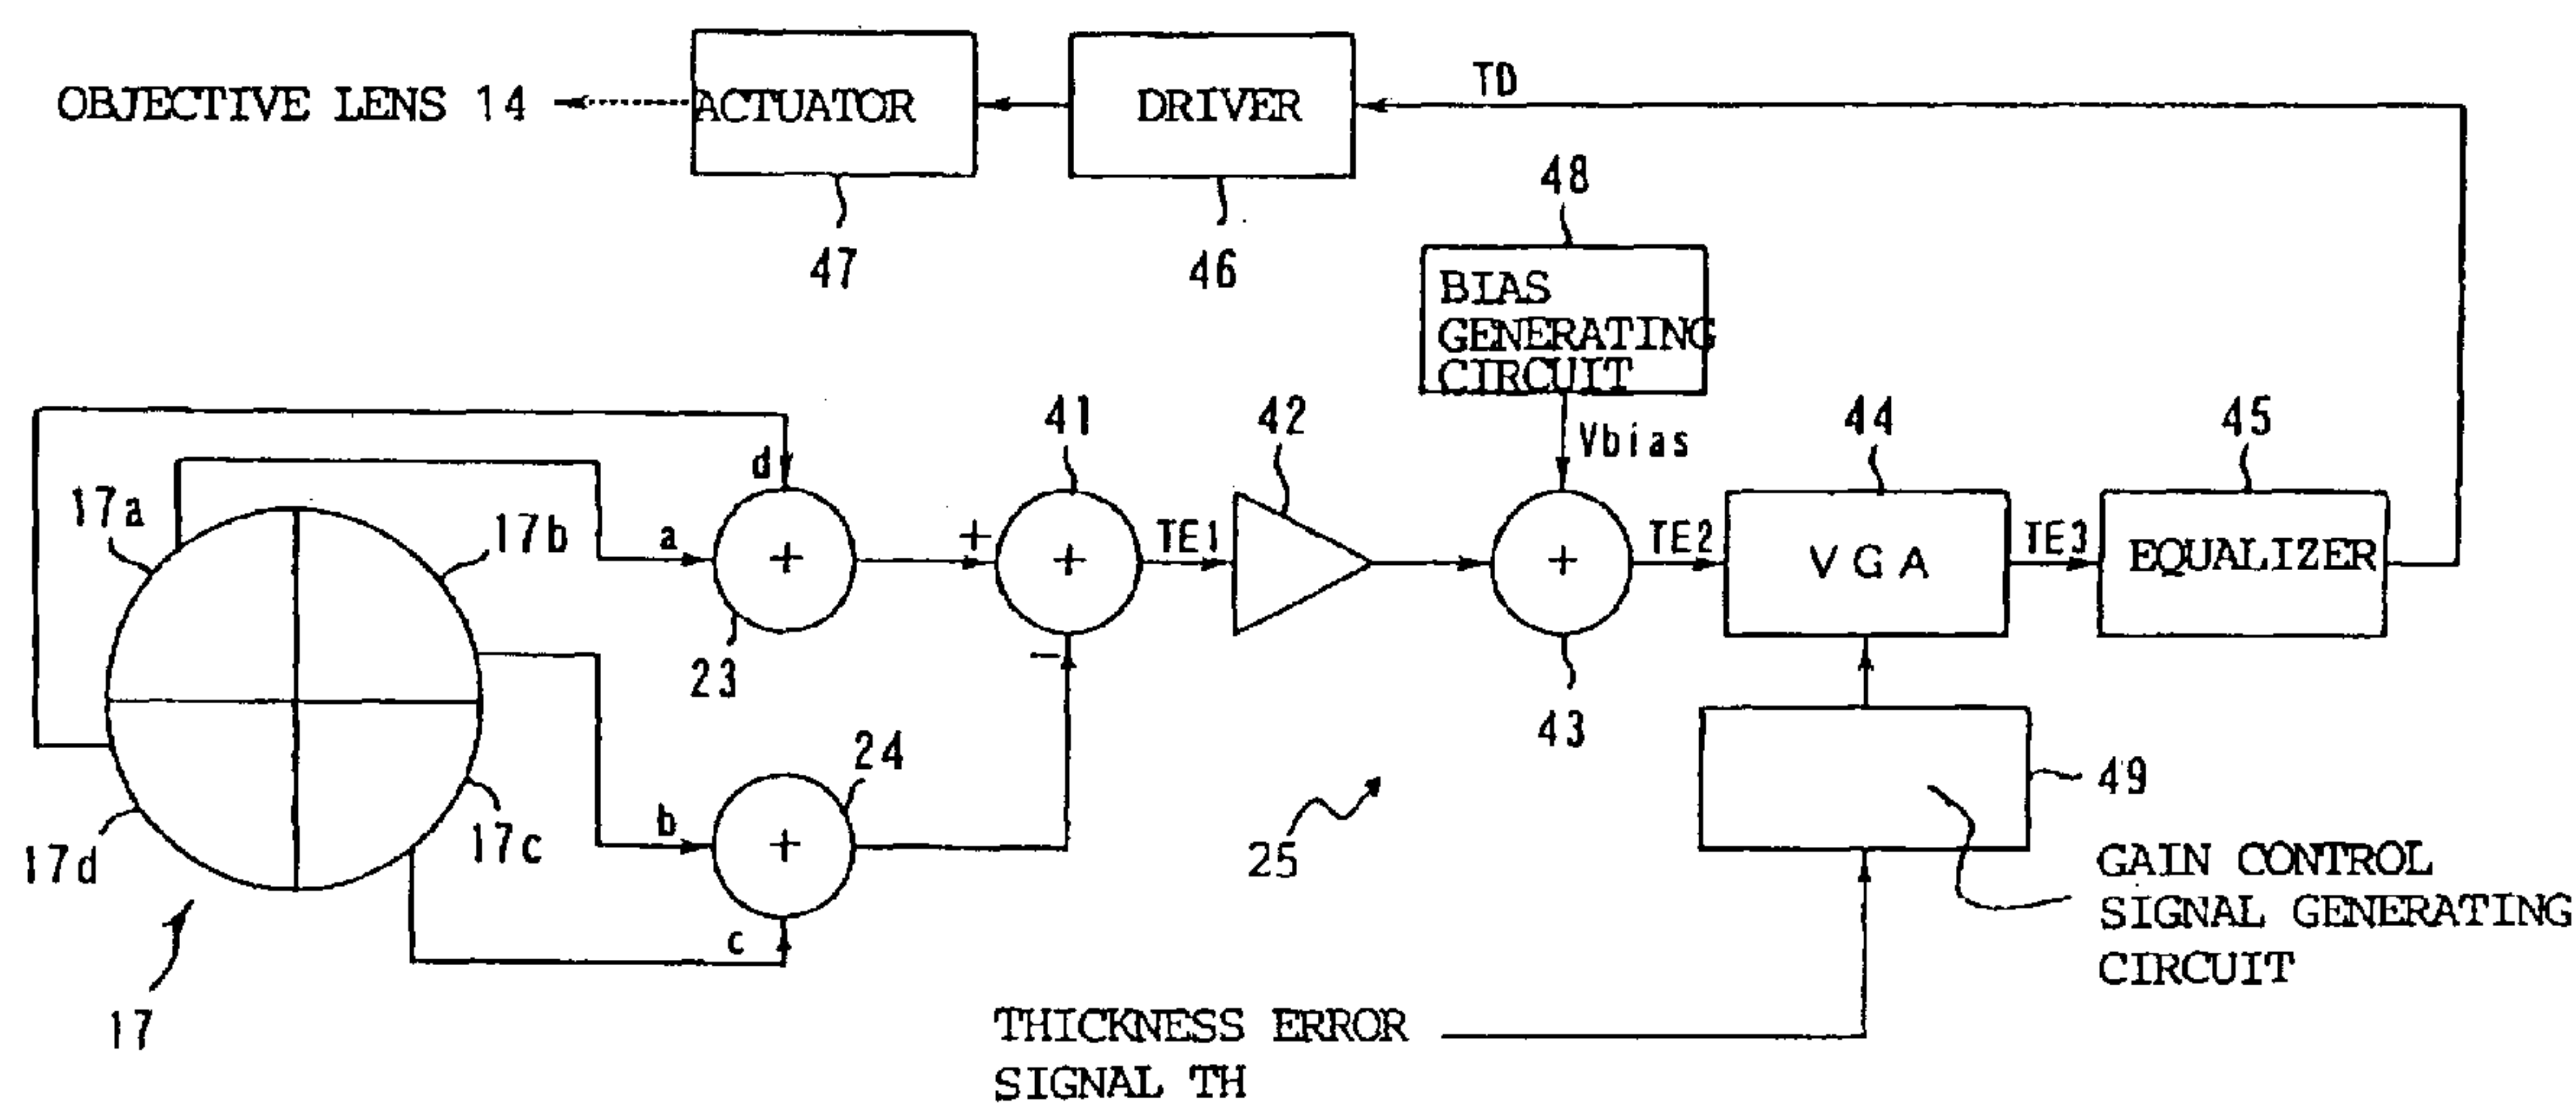 OBJECTIVE LENS 14
ACTUATOR
DRIVER
TD
47
46
48
BIAS
GENERATING
CIRCUIT
Vbias
41
42
44
45
d
17a
17b
a
+
+
+
TE1
+
TE2
VGA
TE3
EQUALIZER
23
−
43
24
49
b
+
17c
17d
c
25
GAIN CONTROL
SIGNAL GENERATING
CIRCUIT
17
THICKNESS ERROR
SIGNAL TH